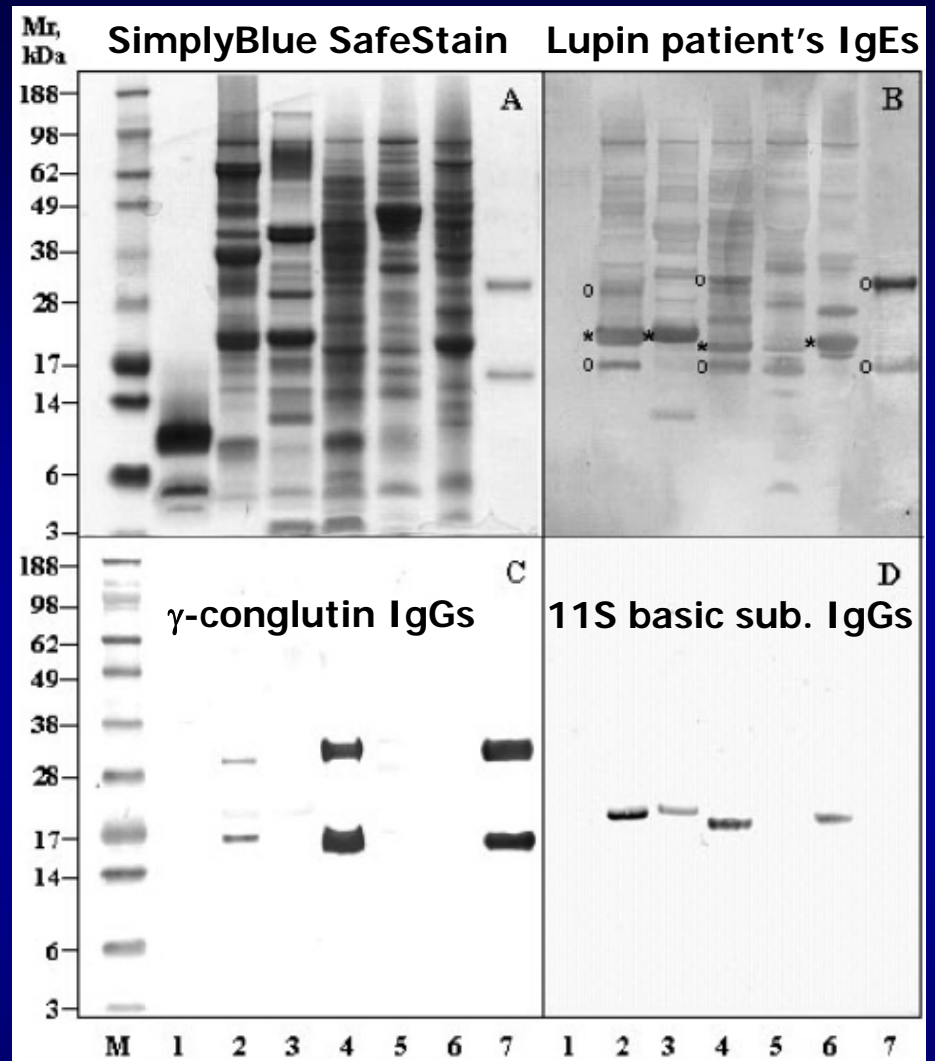 Mr, kDa
SimplyBlue SafeStain
Lupin patient's IgEs
A
B
188
98
62
49
38
28
17
14
6
3
o
o
o
*
*
*
*
o
o
o
C
D
γ-conglutin IgGs
11S basic sub. IgGs
188
98
62
49
38
28
17
14
6
3
M 1 2 3 4 5 6 7
1 2 3 4 5 6 7